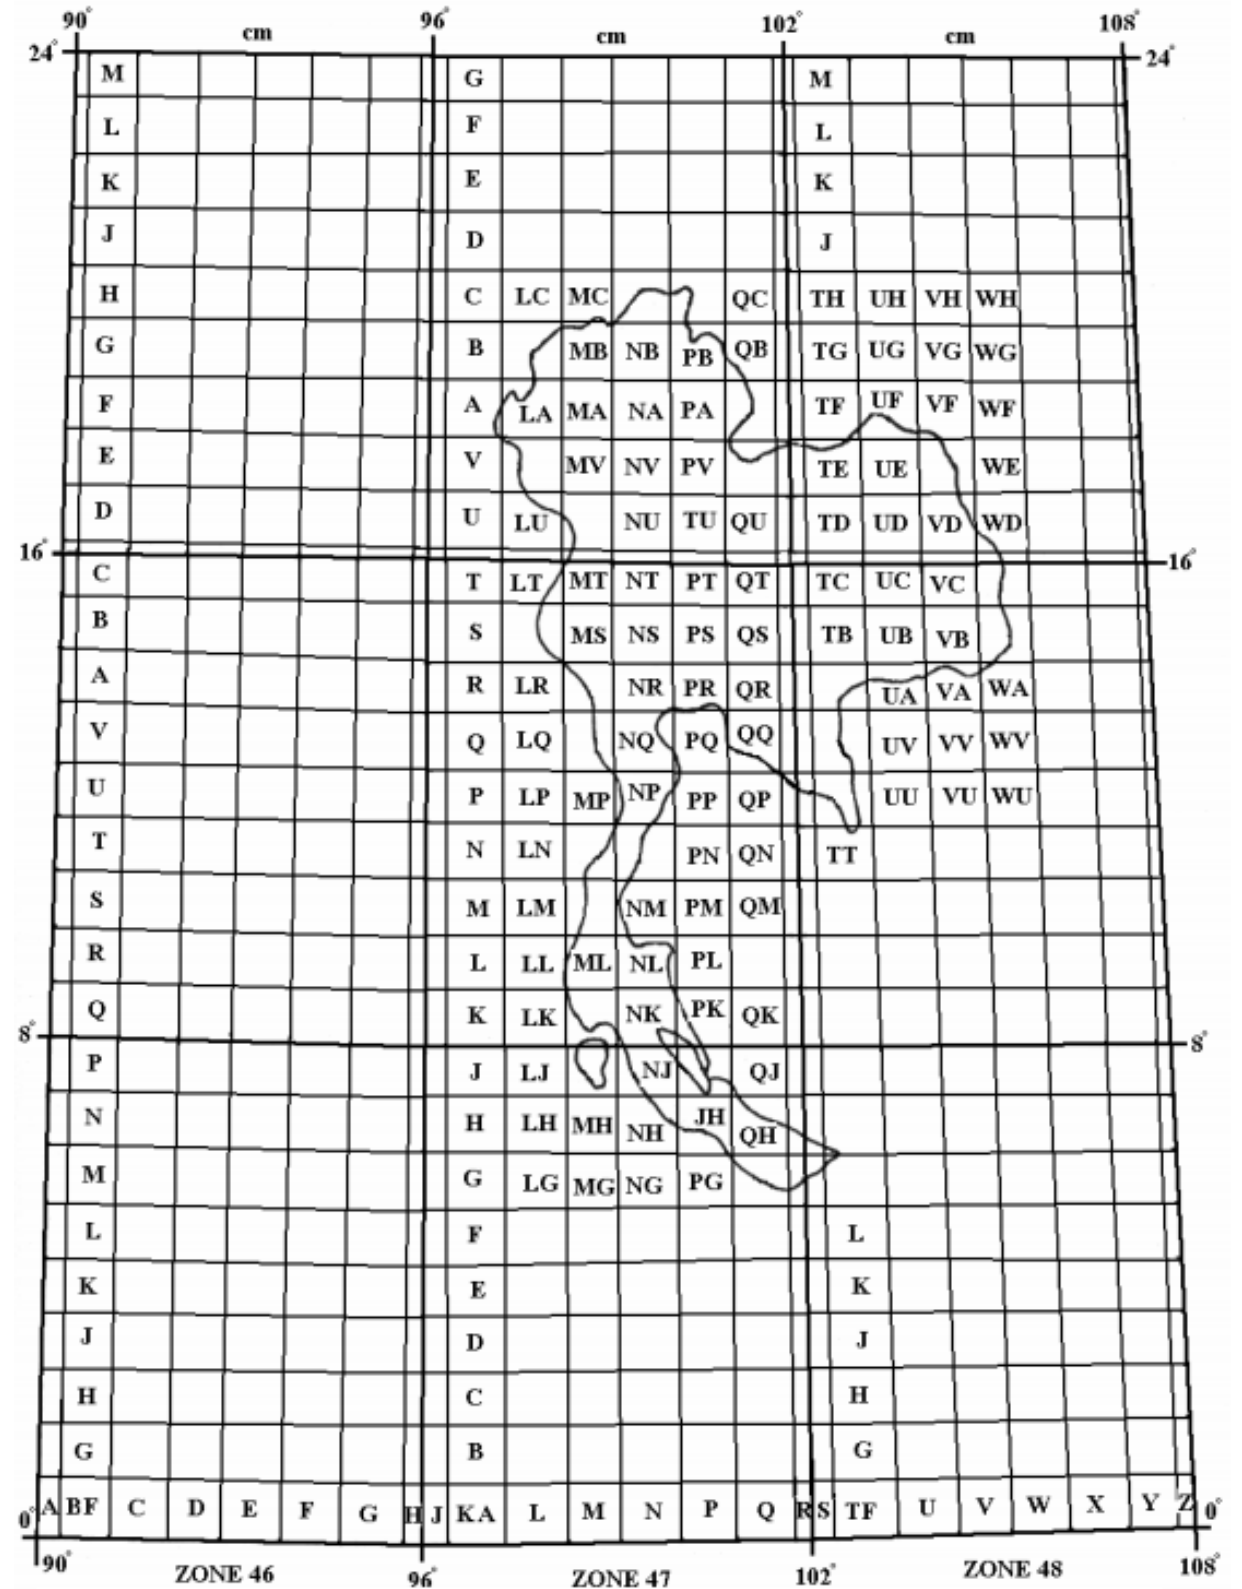 90° 96° 102° 108°
cm cm cm
24° 24°
M G M
L F L
K E K
J D J
H C LC MC QC TH UH VH WH
G B MB NB PB QB TG UG VG WG
F A LA MA NA PA TF UF VF WF
E V MV NV PV TE UE WE
D U LU NU TU QU TD UD VD WD
16° 16°
C T LT MT NT PT QT TC UC VC
B S MS NS PS QS TB UB VB
A R LR NR PR QR UA VA WA
V Q LQ NQ PQ QQ UV VV WV
U P LP MP NP PP QP UU VU WU
T N LN PN QN TT
S M LM NM PM QM
R L LL ML NL PL
Q K LK NK PK QK
8° 8°
P J LJ NJ QJ
N H LH MH NH JH QH
M G LG MG NG PG
L F L
K E K
J D J
H C H
G B G
0° A BF C D E F G H J KA L M N P Q R S TF U V W X Y Z 0°
90° ZONE 46 96° ZONE 47 102° ZONE 48 108°